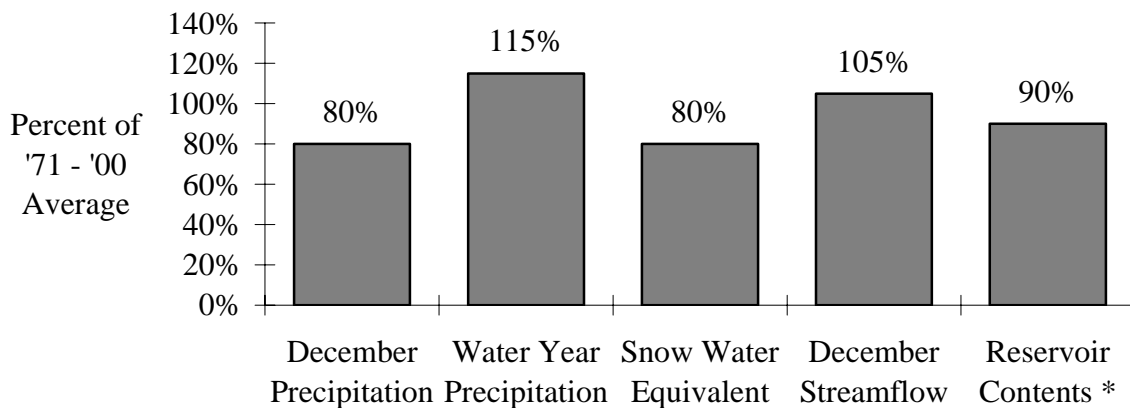 140%
120%
100%
80%
60%
40%
20%
0%
Percent of
'71 - '00
Average
80%
115%
80%
105%
90%
December
Precipitation
Water Year
Precipitation
Snow Water
Equivalent
December
Streamflow
Reservoir
Contents *